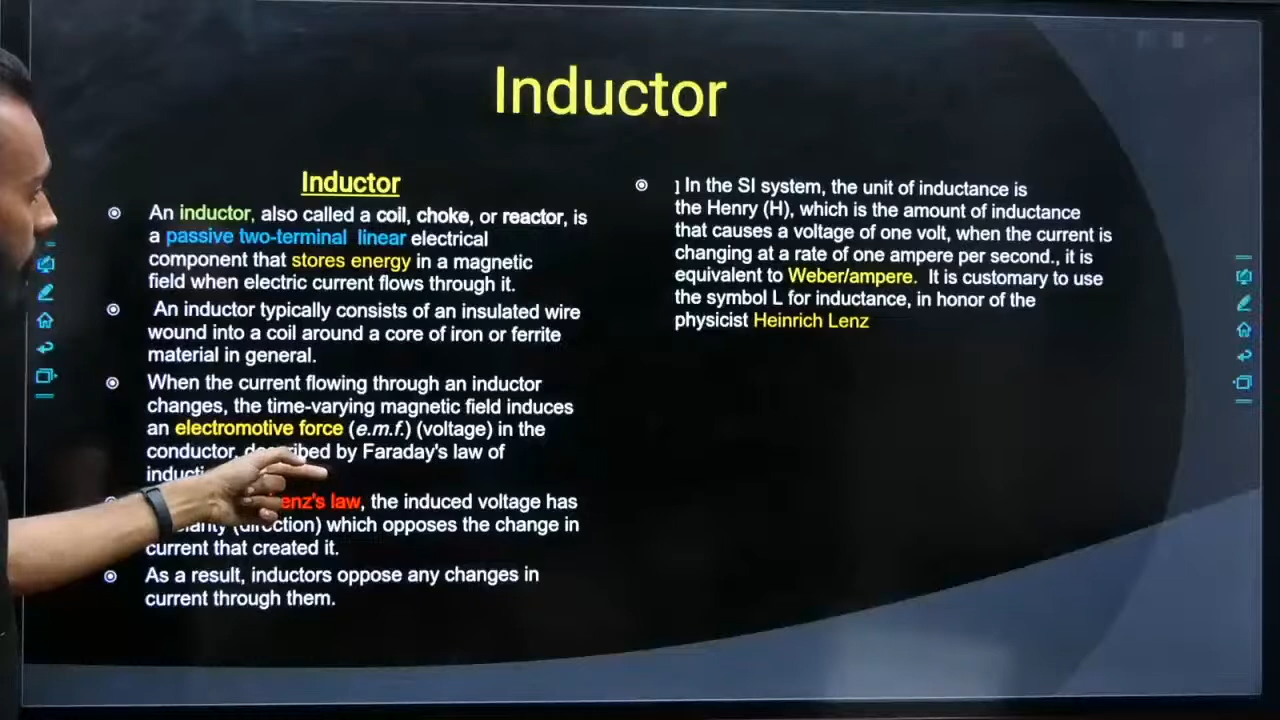 Inductor
Inductor
An inductor, also called a coil, choke, or reactor, is
a passive two-terminal linear electrical
component that stores energy in a magnetic
field when electric current flows through it.
An inductor typically consists of an insulated wire
wound into a coil around a core of iron or ferrite
material in general.
When the current flowing through an inductor
changes, the time-varying magnetic field induces
an electromotive force (e.m.f.) (voltage) in the
conductor, described by Faraday's law of
law, the induced voltage has
(direction) which opposes the change in
current that created it.
As a result, inductors oppose any changes in
current through them.
] In the SI system, the unit of inductance is
the Henry (H), which is the amount of inductance
that causes a voltage of one volt, when the current is
changing at a rate of one ampere per second., it is
equivalent to Weber/ampere. It is customary to use
the symbol L for inductance, in honor of the
physicist Heinrich Lenz